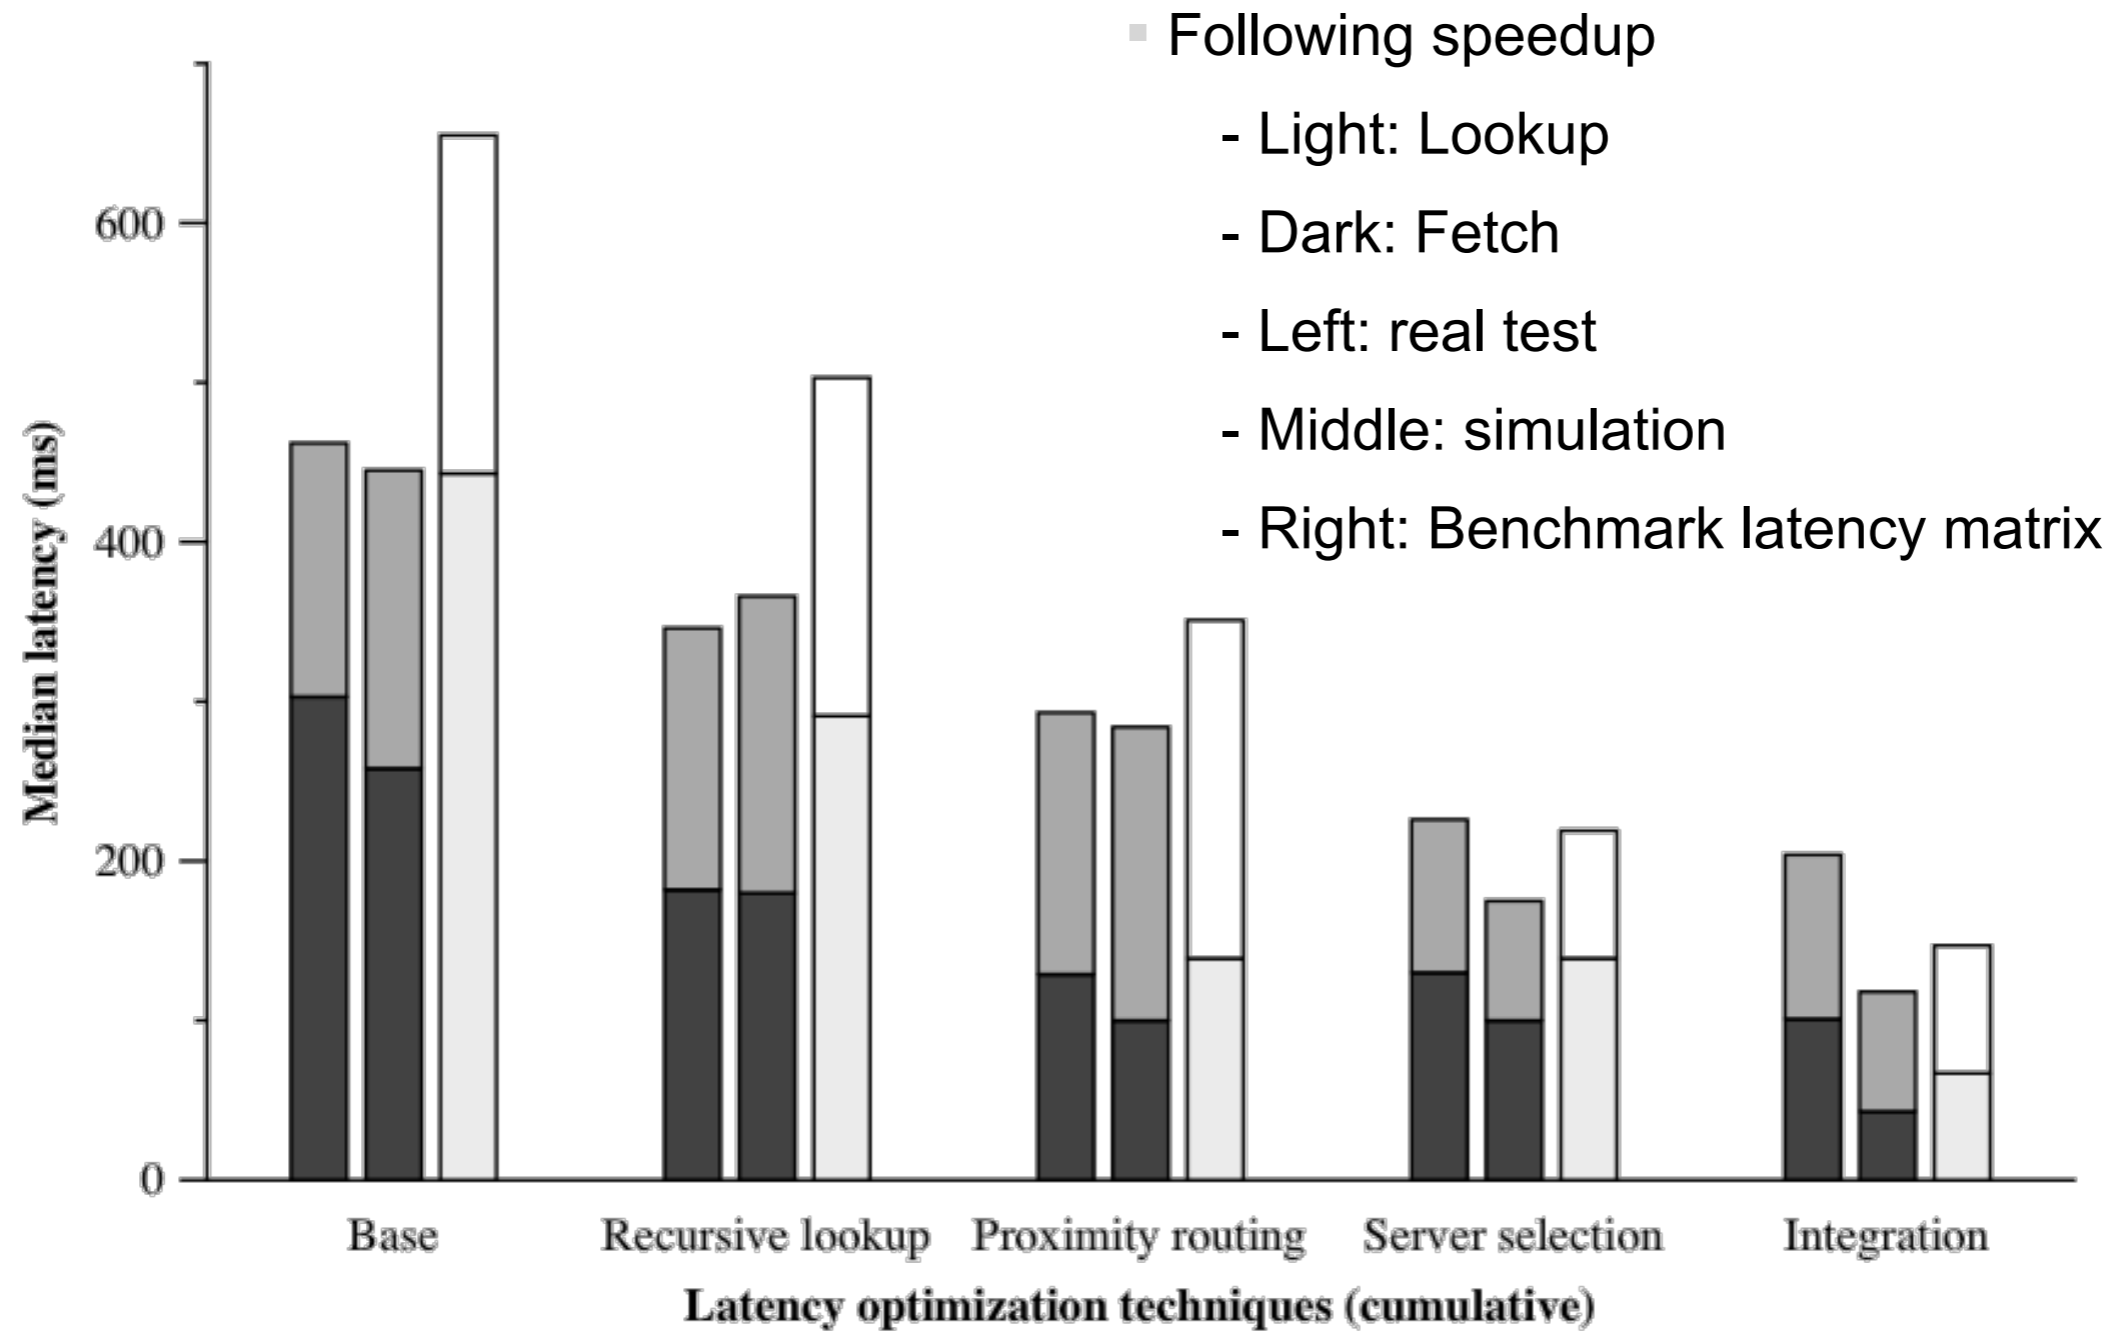 ▪ Following speedup
- Light: Lookup
- Dark: Fetch
- Left: real test
- Middle: simulation
- Right: Benchmark latency matrix
Median latency (ms)
600
400
200
0
Base Recursive lookup Proximity routing Server selection Integration
Latency optimization techniques (cumulative)